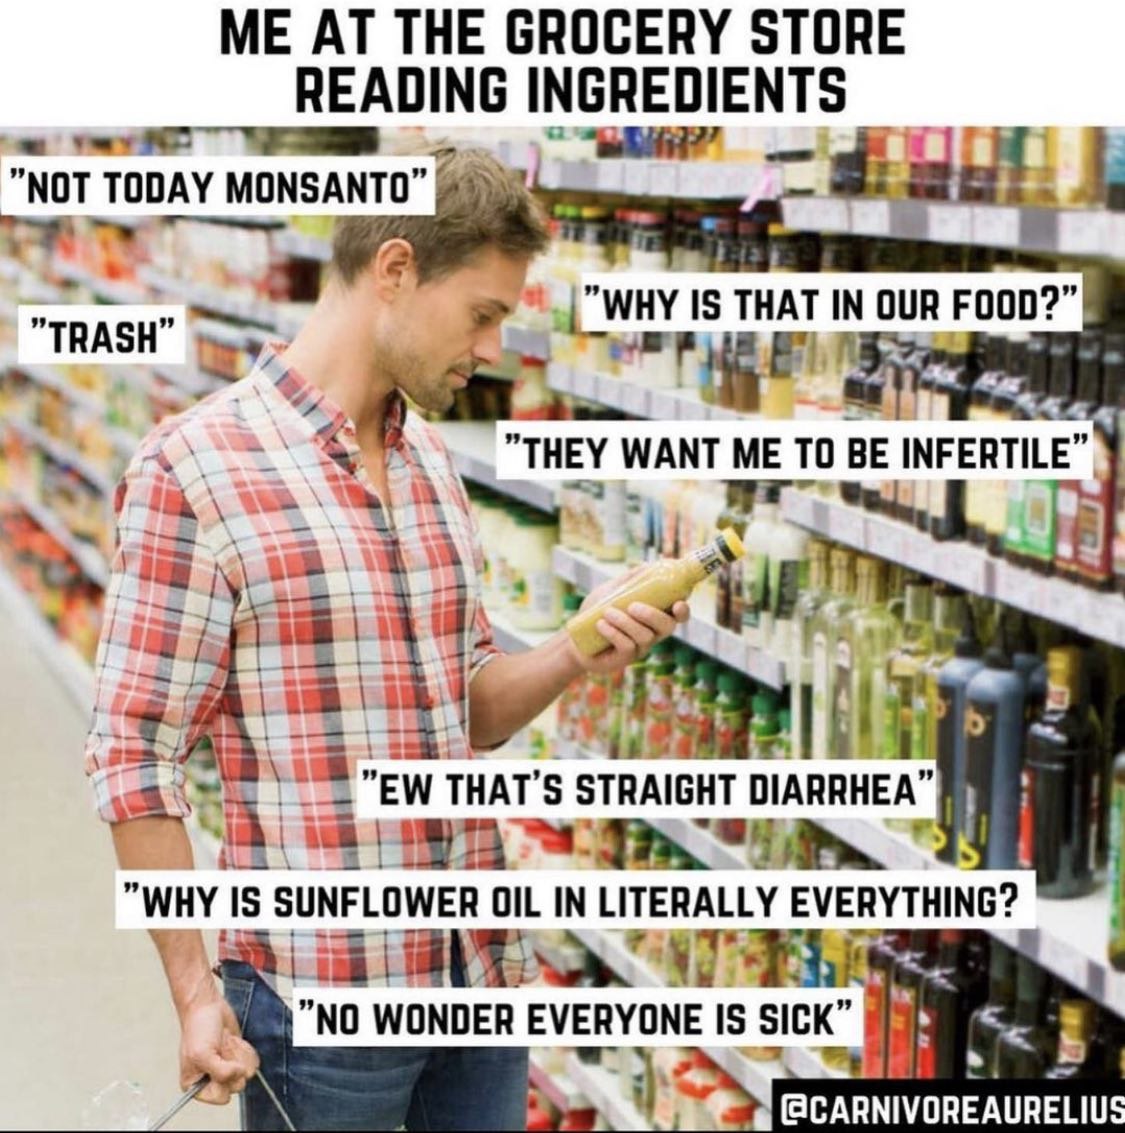 ME AT THE GROCERY STORE
READING INGREDIENTS
"NOT TODAY MONSANTO"
"WHY IS THAT IN OUR FOOD?"
"TRASH"
"THEY WANT ME TO BE INFERTILE"
"EW THAT'S STRAIGHT DIARRHEA"
"WHY IS SUNFLOWER OIL IN LITERALLY EVERYTHING?
"NO WONDER EVERYONE IS SICK"
@CARNIVOREAURELIUS